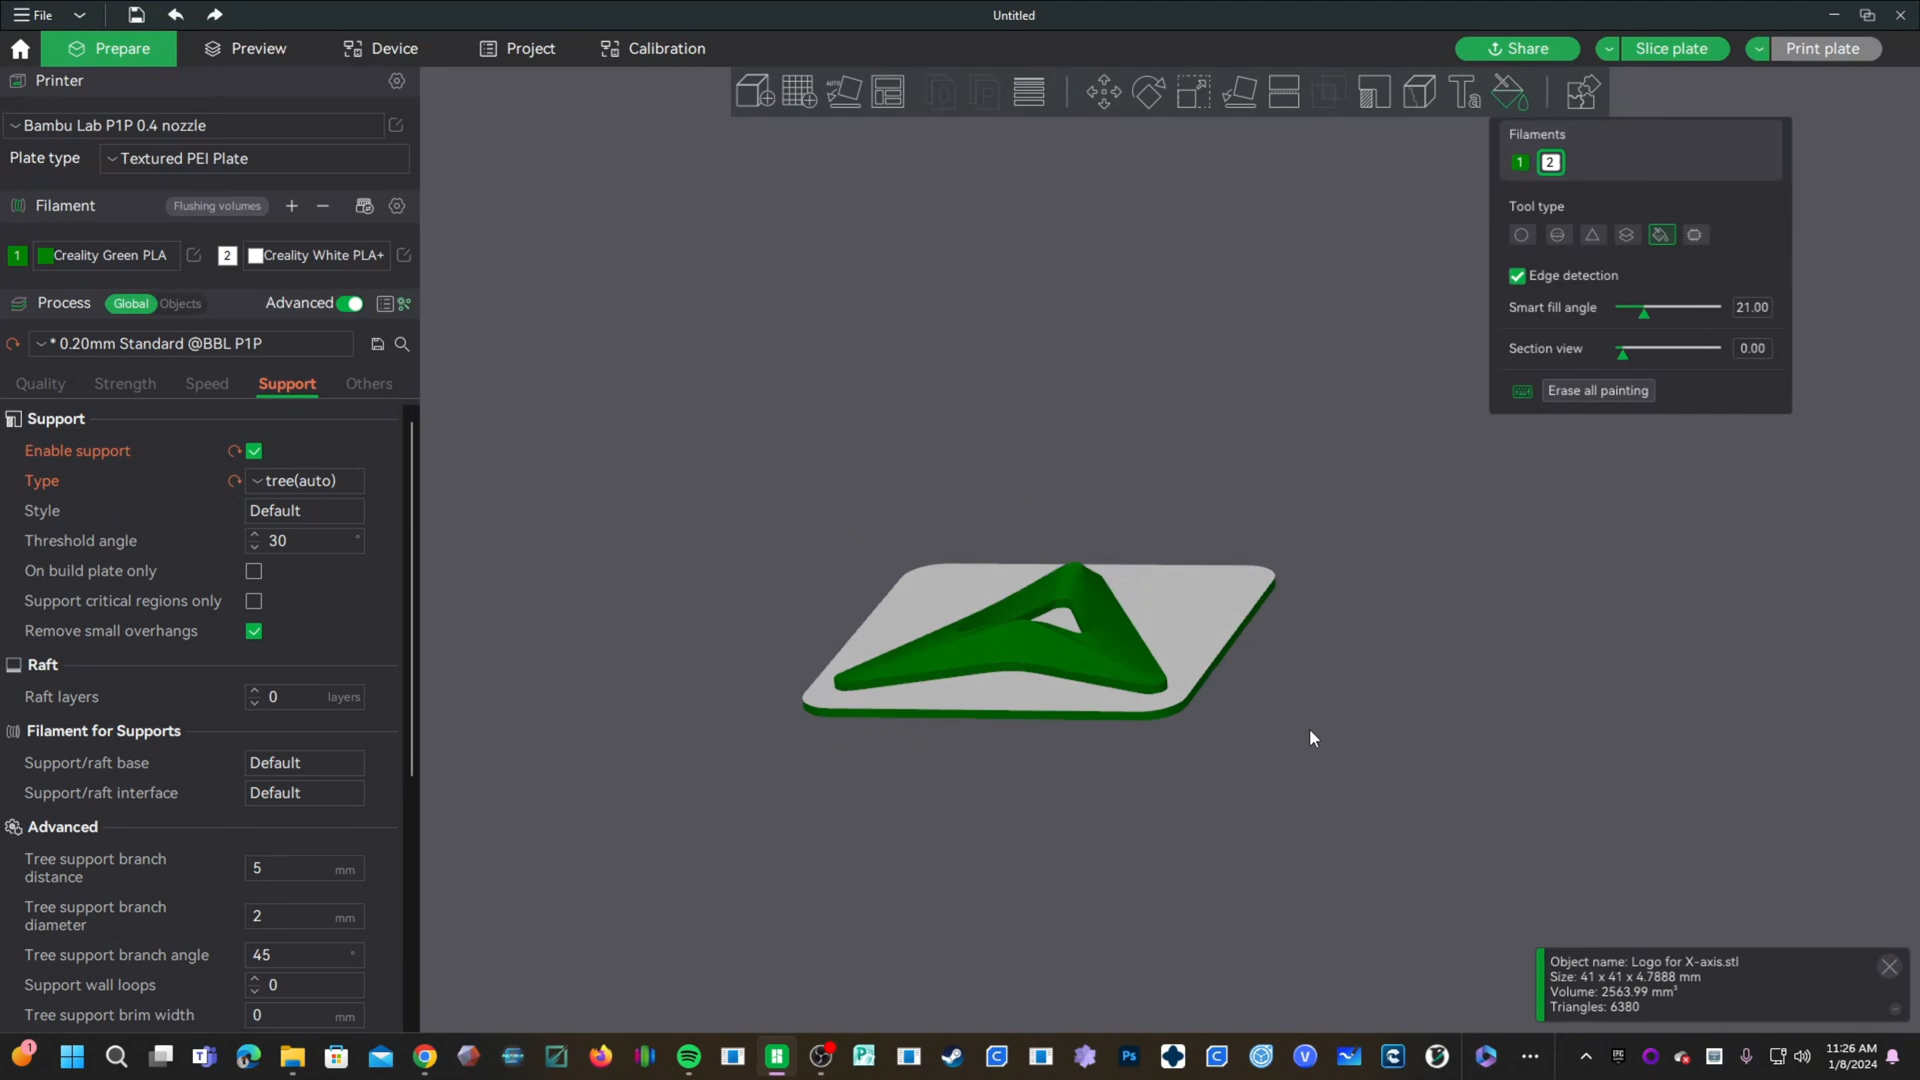 File
Untitled
Prepare
Preview
Device
Project
Calibration
Share
Slice plate
Print plate
Printer
Bambu Lab P1P 0.4 nozzle
Plate type
Textured PEI Plate
Filament
Flushing volumes
1
Creality Green PLA
2
Creality White PLA+
Process
Global
Objects
Advanced
* 0.20mm Standard @BBL P1P
Quality
Strength
Speed
Support
Others
Support
Enable support
Type
tree(auto)
Style
Default
Threshold angle
30
°
On build plate only
Support critical regions only
Remove small overhangs
Raft
Raft layers
0
layers
Filament for Supports
Support/raft base
Default
Support/raft interface
Default
Advanced
Tree support branch
distance
5
mm
Tree support branch
diameter
2
mm
Tree support branch angle
45
°
Support wall loops
0
Tree support brim width
0
mm
Filaments
1
2
Tool type
Edge detection
Smart fill angle
21.00
Section view
0.00
Erase all painting
Object name: Logo for X-axis.stl
Size: 41 x 41 x 4.7888 mm
Volume: 2563.99 mm³
Triangles: 6380
11:26 AM
1/8/2024